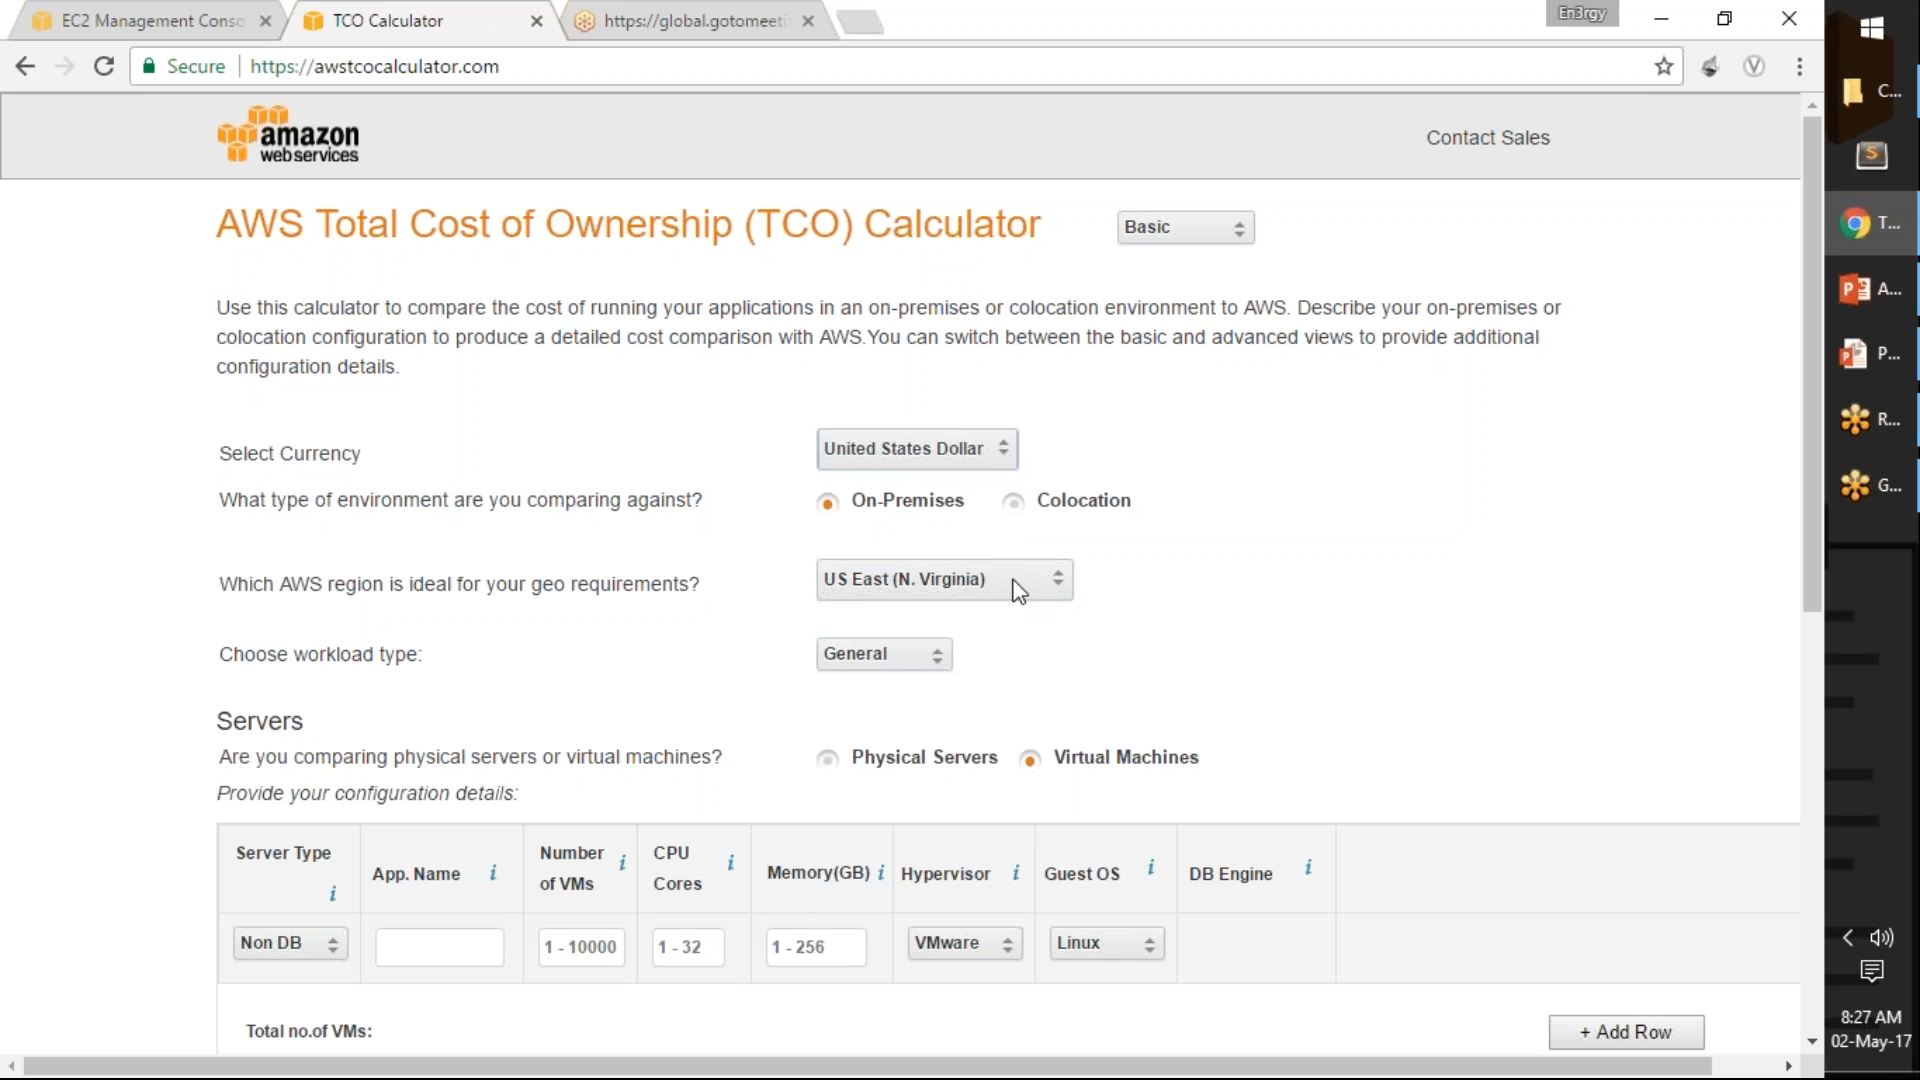 EC2 Management Conso
TCO Calculator
https://global.gotomeeti
En3rgy
Secure
https://awstcocalculator.com
amazon
webservices
Contact Sales
AWS Total Cost of Ownership (TCO) Calculator
Basic
Use this calculator to compare the cost of running your applications in an on-premises or colocation environment to AWS. Describe your on-premises or
colocation configuration to produce a detailed cost comparison with AWS.You can switch between the basic and advanced views to provide additional
configuration details.
Select Currency
United States Dollar
What type of environment are you comparing against?
On-Premises
Colocation
Which AWS region is ideal for your geo requirements?
US East (N. Virginia)
Choose workload type:
General
Servers
Are you comparing physical servers or virtual machines?
Physical Servers
Virtual Machines
Provide your configuration details:
Server Type i
App. Name i
Number of VMs i
CPU Cores i
Memory(GB) i
Hypervisor i
Guest OS i
DB Engine i
Non DB
1 - 10000
1 - 32
1 - 256
VMware
Linux
Total no.of VMs:
+ Add Row
C...
S
T...
A...
P...
R...
G...
8:27 AM
02-May-17